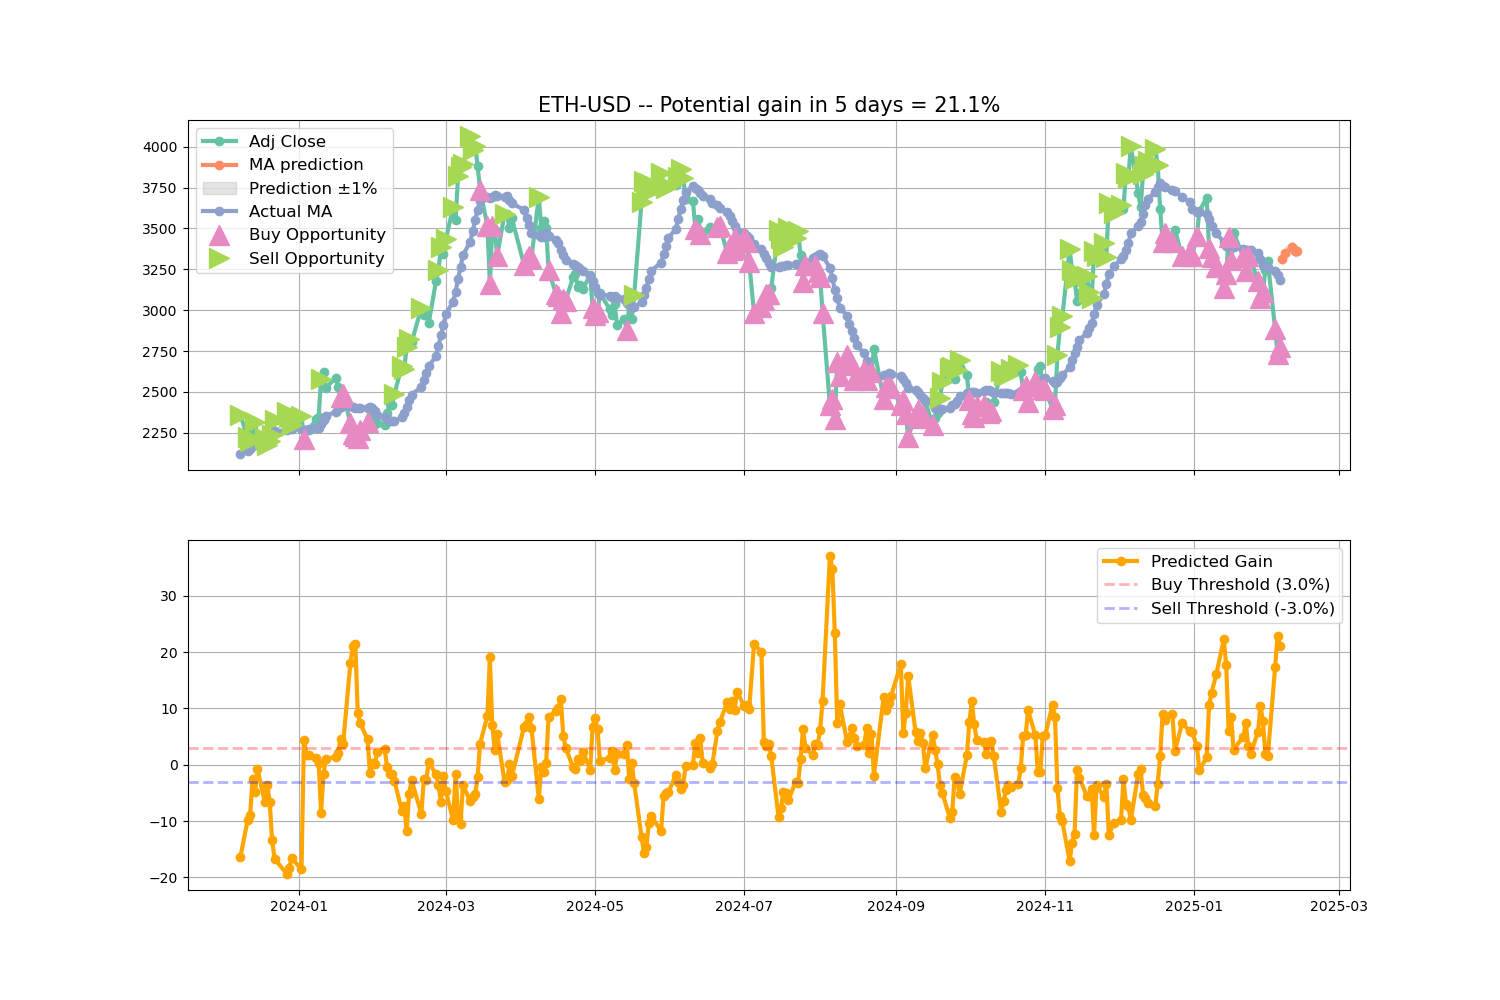 ETH-USD -- Potential gain in 5 days = 21.1%
Adj Close
MA prediction
Prediction ±1%
Actual MA
Buy Opportunity
Sell Opportunity
4000
3750
3500
3250
3000
2750
2500
2250
Predicted Gain
Buy Threshold (3.0%)
Sell Threshold (-3.0%)
30
20
10
0
−10
−20
2024-01
2024-03
2024-05
2024-07
2024-09
2024-11
2025-01
2025-03